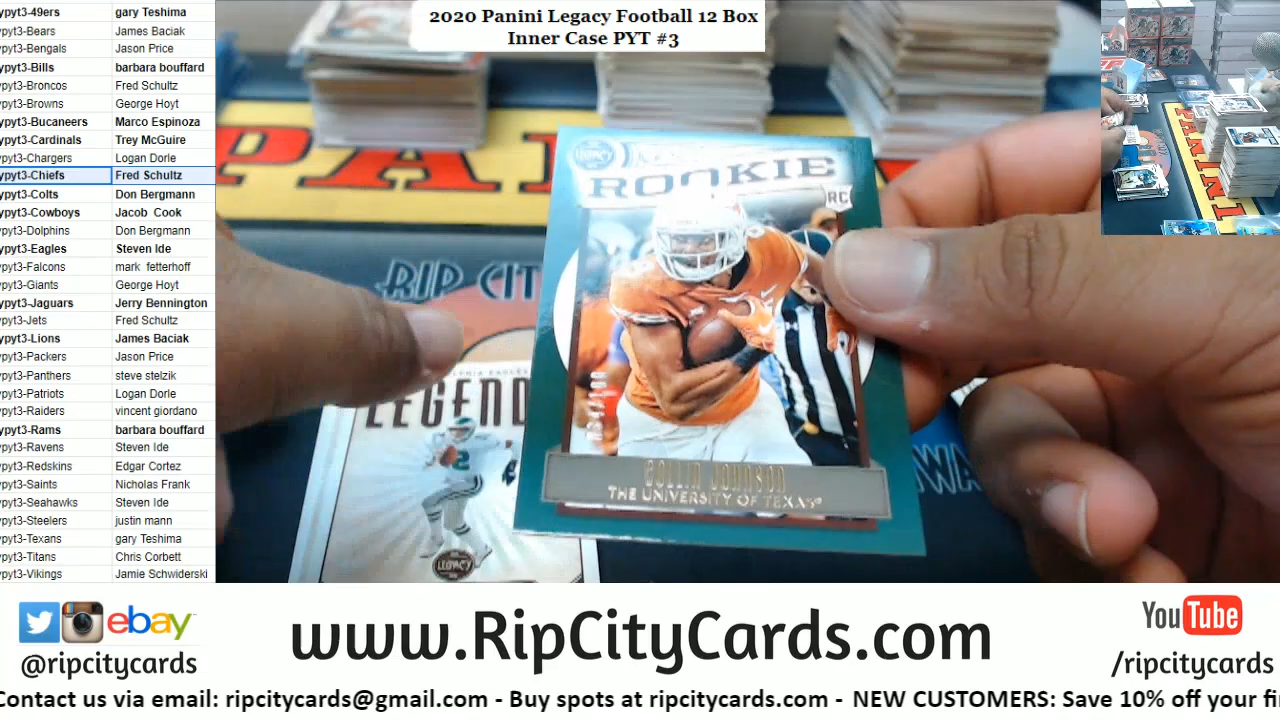 ypyt3-49ers gary Teshima
ypyt3-Bears James Baciak
ypyt3-Bengals Jason Price
ypyt3-Bills barbara bouffard
ypyt3-Broncos Fred Schultz
ypyt3-Browns George Hoyt
ypyt3-Bucaneers Marco Espinoza
ypyt3-Cardinals Trey McGuire
ypyt3-Chargers Logan Dorle
ypyt3-Chiefs Fred Schultz
ypyt3-Colts Don Bergmann
ypyt3-Cowboys Jacob Cook
ypyt3-Dolphins Don Bergmann
ypyt3-Eagles Steven Ide
ypyt3-Falcons mark fetterhoff
ypyt3-Giants George Hoyt
ypyt3-Jaguars Jerry Bennington
ypyt3-Jets Fred Schultz
ypyt3-Lions James Baciak
ypyt3-Packers Jason Price
ypyt3-Panthers steve stelzik
ypyt3-Patriots Logan Dorle
ypyt3-Raiders vincent giordano
ypyt3-Rams barbara bouffard
ypyt3-Ravens Steven Ide
ypyt3-Redskins Edgar Cortez
ypyt3-Saints Nicholas Frank
ypyt3-Seahawks Steven Ide
ypyt3-Steelers justin mann
ypyt3-Texans gary Teshima
ypyt3-Titans Chris Corbett
ypyt3-Vikings Jamie Schwiderski
2020 Panini Legacy Football 12 Box
Inner Case PYT #3
PANINI
LEGACY
ROOKIE
RC
COLLIN JOHNSON
THE UNIVERSITY OF TEXAS
RIP CIT
EAGLES
LEGEND
LEGACY
PANINI
ebay
@ripcitycards
www.RipCityCards.com
YouTube
/ripcitycards
Contact us via email: ripcitycards@gmail.com - Buy spots at ripcitycards.com - NEW CUSTOMERS: Save 10% off your fi